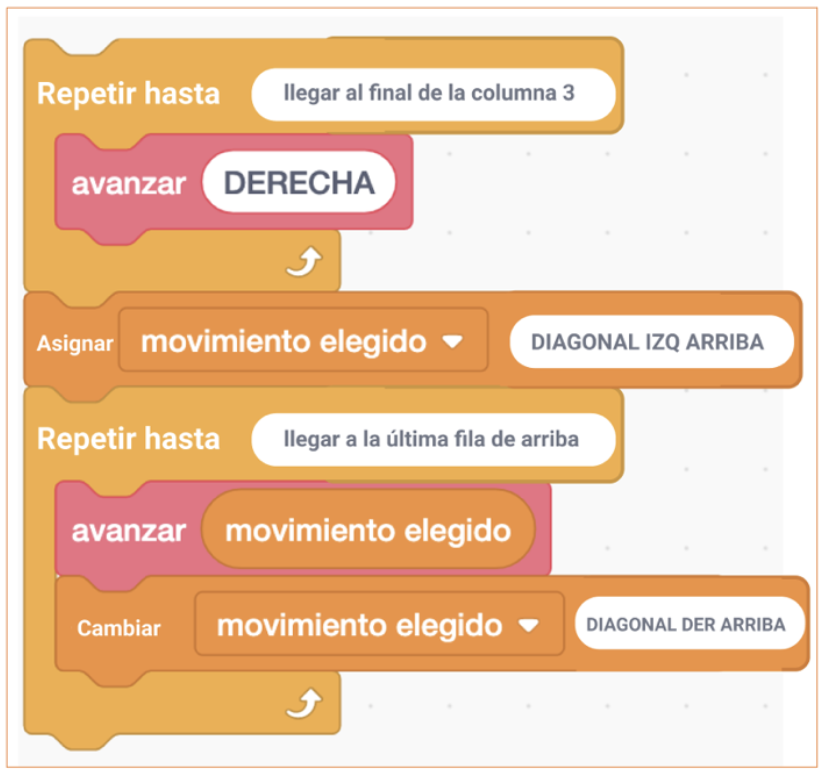 Repetir hasta llegar al final de la columna 3
avanzar DERECHA
Asignar movimiento elegido DIAGONAL IZQ ARRIBA
Repetir hasta llegar a la última fila de arriba
avanzar movimiento elegido
Cambiar movimiento elegido DIAGONAL DER ARRIBA